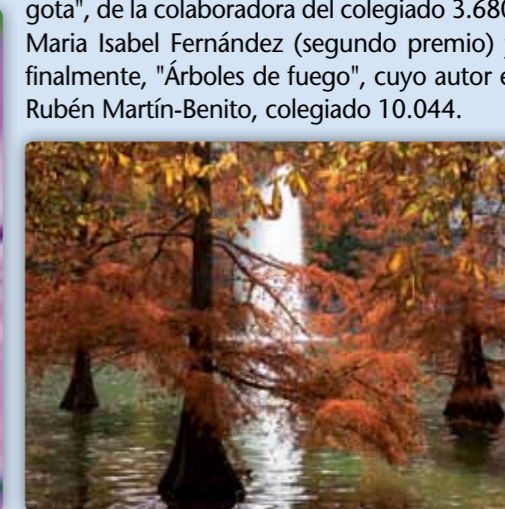 gota", de la colaboradora del colegiado 3.680
Maria Isabel Fernández (segundo premio)
finalmente, "Árboles de fuego", cuyo autor e
Rubén Martín-Benito, colegiado 10.044.